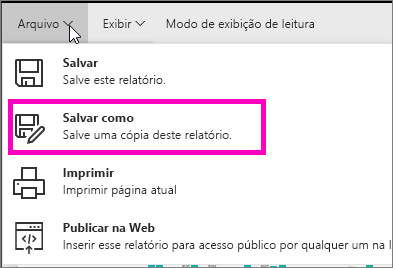 Arquivo Exibir Modo de exibição de leitura
Salvar
Salve este relatório.
Salvar como
Salve uma cópia deste relatório.
Imprimir
Imprimir página atual
Publicar na Web
Inserir esse relatório para acesso público por qualquer um na I